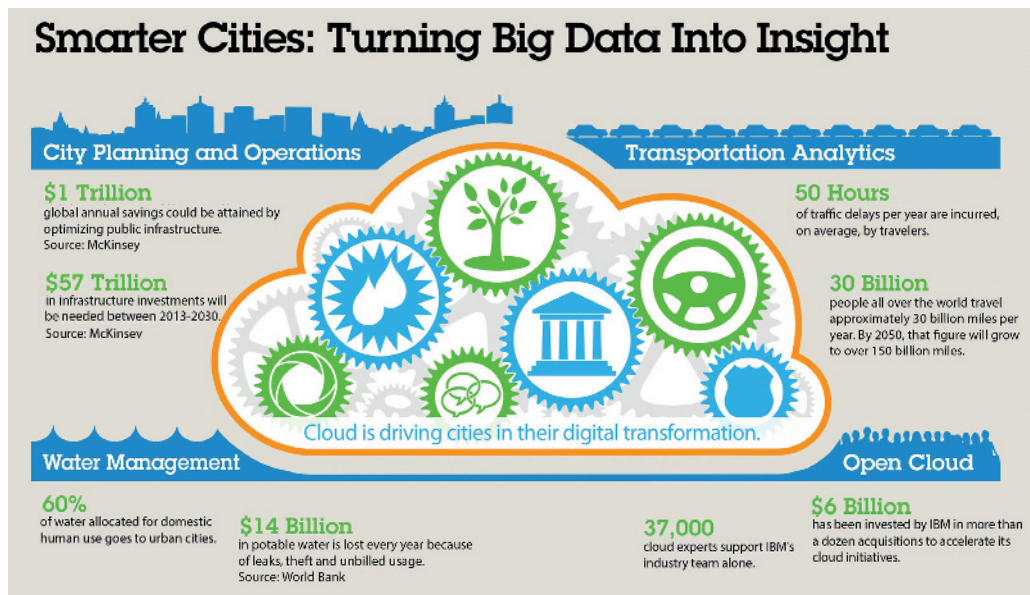 Smarter Cities: Turning Big Data Into Insight
City Planning and Operations
$1 Trillion
global annual savings could be attained by
optimizing public infrastructure.
Source: McKinsey
$57 Trillion
in infrastructure investments will
be needed between 2013-2030.
Source: McKinsey
Transportation Analytics
50 Hours
of traffic delays per year are incurred,
on average, by travelers.
30 Billion
people all over the world travel
approximately 30 billion miles per
year. By 2050, that figure will grow
to over 150 billion miles.
Cloud is driving cities in their digital transformation.
Water Management
60%
of water allocated for domestic
human use goes to urban cities.
$14 Billion
in potable water is lost every year because
of leaks, theft and unbilled usage.
Source: World Bank
Open Cloud
37,000
cloud experts support IBM's
industry team alone.
$6 Billion
has been invested by IBM in more than
a dozen acquisitions to accelerate its
cloud initiatives.